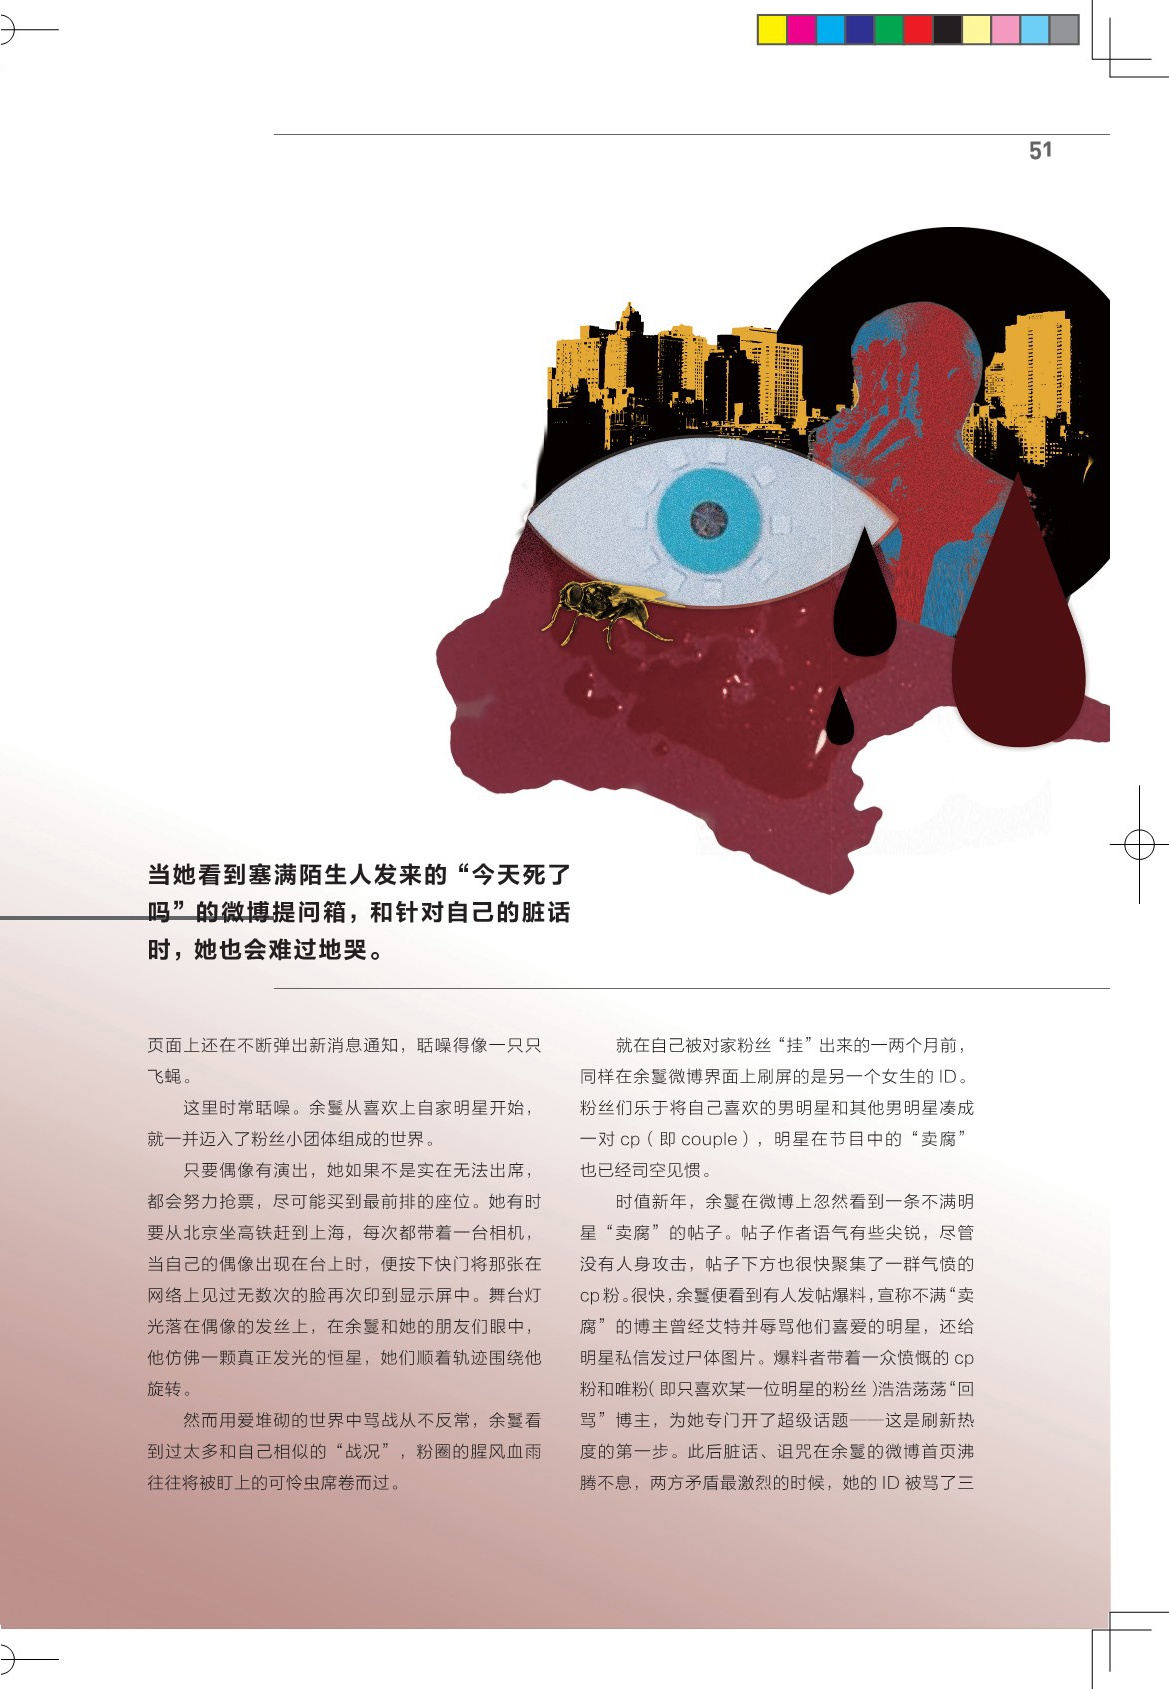 51
当她看到塞满陌生人发来的“今天死了
吗”的微博提问箱，和针对自己的脏话
时，她也会难过地哭。
页面上还在不断弹出新消息通知，聒噪得像一只只
飞蝇。
这里时常聒噪。余鬘从喜欢上自家明星开始，
就一并迈入了粉丝小团体组成的世界。
只要偶像有演出，她如果不是实在无法出席，
都会努力抢票，尽可能买到最前排的座位。她有时
要从北京坐高铁赶到上海，每次都带着一台相机，
当自己的偶像出现在台上时，便按下快门将那张在
网络上见过无数次的脸再次印到显示屏中。舞台灯
光落在偶像的发丝上，在余鬘和她的朋友们眼中，
他仿佛一颗真正发光的恒星，她们顺着轨迹围绕他
旋转。
然而用爱堆砌的世界中骂战从不反常，余鬘看
到过太多和自己相似的“战况”，粉圈的腥风血雨
往往将被盯上的可怜虫席卷而过。
就在自己被对家粉丝“挂”出来的一两个月前，
同样在余鬘微博界面上刷屏的是另一个女生的 ID。
粉丝们乐于将自己喜欢的男明星和其他男明星凑成
一对 cp（即 couple），明星在节目中的“卖腐”
也已经司空见惯。
时值新年，余鬘在微博上忽然看到一条不满明
星“卖腐”的帖子。帖子作者语气有些尖锐，尽管
没有人身攻击，帖子下方也很快聚集了一群气愤的
cp 粉。很快，余鬘便看到有人发帖爆料，宣称不满“卖
腐”的博主曾经艾特并辱骂他们喜爱的明星，还给
明星私信发过尸体图片。爆料者带着一众愤慨的 cp
粉和唯粉（即只喜欢某一位明星的粉丝）浩浩荡荡“回
骂”博主，为她专门开了超级话题——这是刷新热
度的第一步。此后脏话、诅咒在余鬘的微博首页沸
腾不息，两方矛盾最激烈的时候，她的 ID 被骂了三